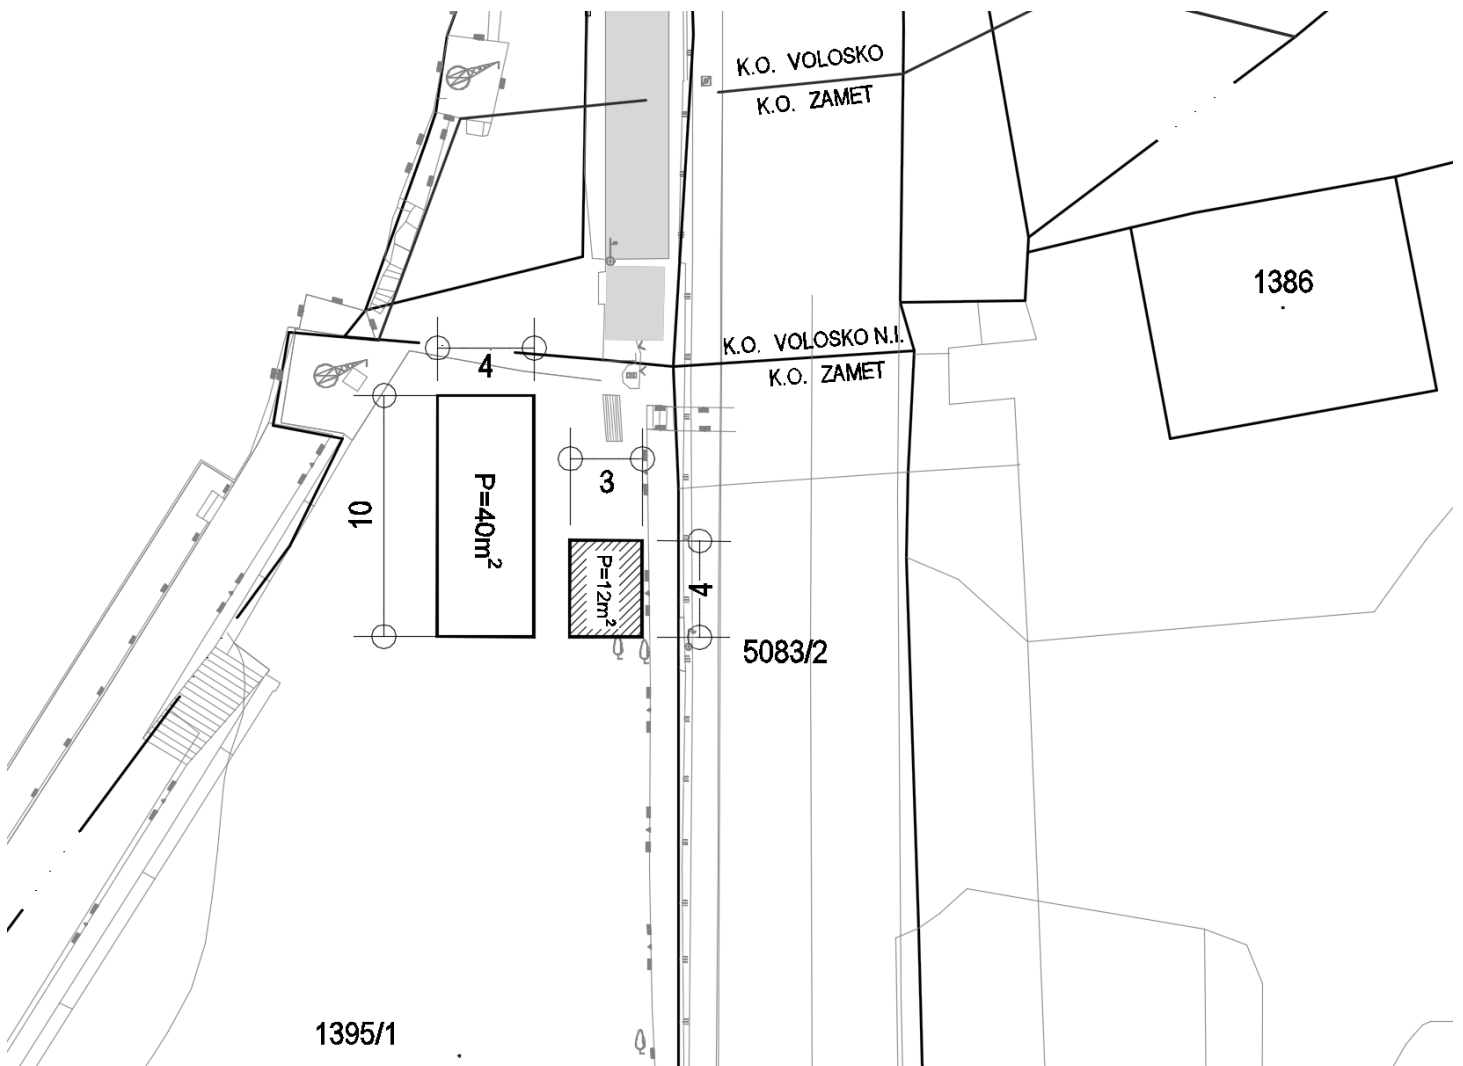 K.O. VOLOSKO
K.O. ZAMET
1386
K.O. VOLOSKO N.I.
K.O. ZAMET
4
10
P=40m²
3
P=12m²
4
5083/2
1395/1